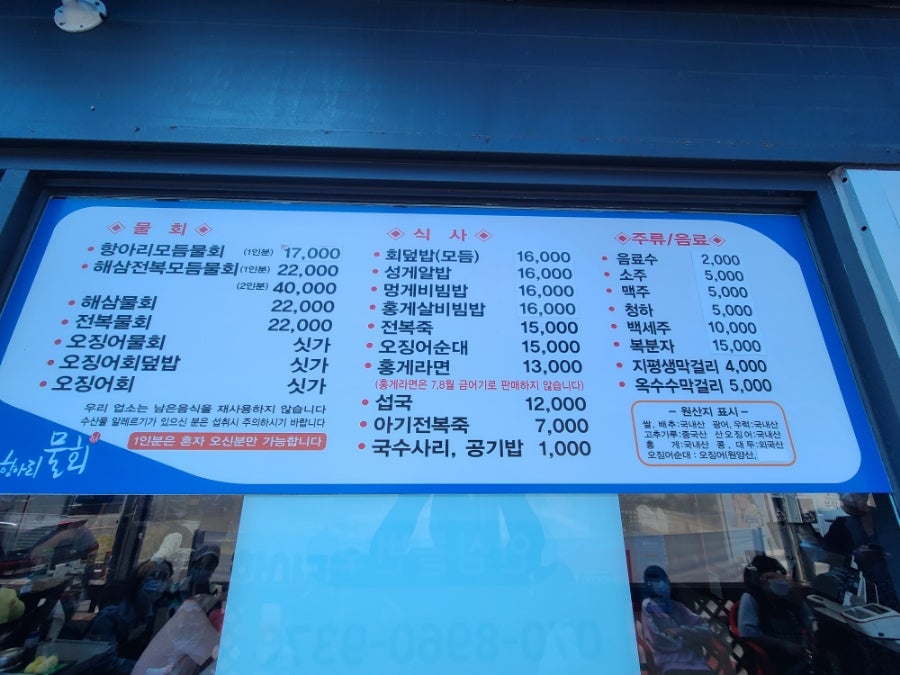 물 회
항아리모듬물회 (1인분) 17,000
해삼전복모듬물회 (1인분) 22,000
(2인분) 40,000
해삼물회 22,000
전복물회 22,000
오징어물회 싯가
오징어회덮밥 싯가
오징어회 싯가
우리 업소는 남은음식을 재사용하지 않습니다
수산물 알레르기가 있으신 분은 섭취시 주의하시기 바랍니다
1인분은 혼자 오신분만 가능합니다
항아리 물회
식 사
회덮밥(모듬) 16,000
성게알밥 16,000
멍게비빔밥 16,000
홍게살비빔밥 16,000
전복죽 15,000
오징어순대 15,000
홍게라면 13,000
(홍게라면은 7,8월 금어기로 판매하지 않습니다)
섭국 12,000
아기전복죽 7,000
국수사리, 공기밥 1,000
주류/음료
음료수 2,000
소주 5,000
맥주 5,000
청하 5,000
백세주 10,000
복분자 15,000
지평생막걸리 4,000
옥수수막걸리 5,000
- 원산지 표시 -
쌀, 배추:국내산 광어, 우럭:국내산
고추가루:중국산 산오징어:국내산
홍 게:국내산 콩, 대두:외국산
오징어순대 : 오징어(원양산,
070-8960-937